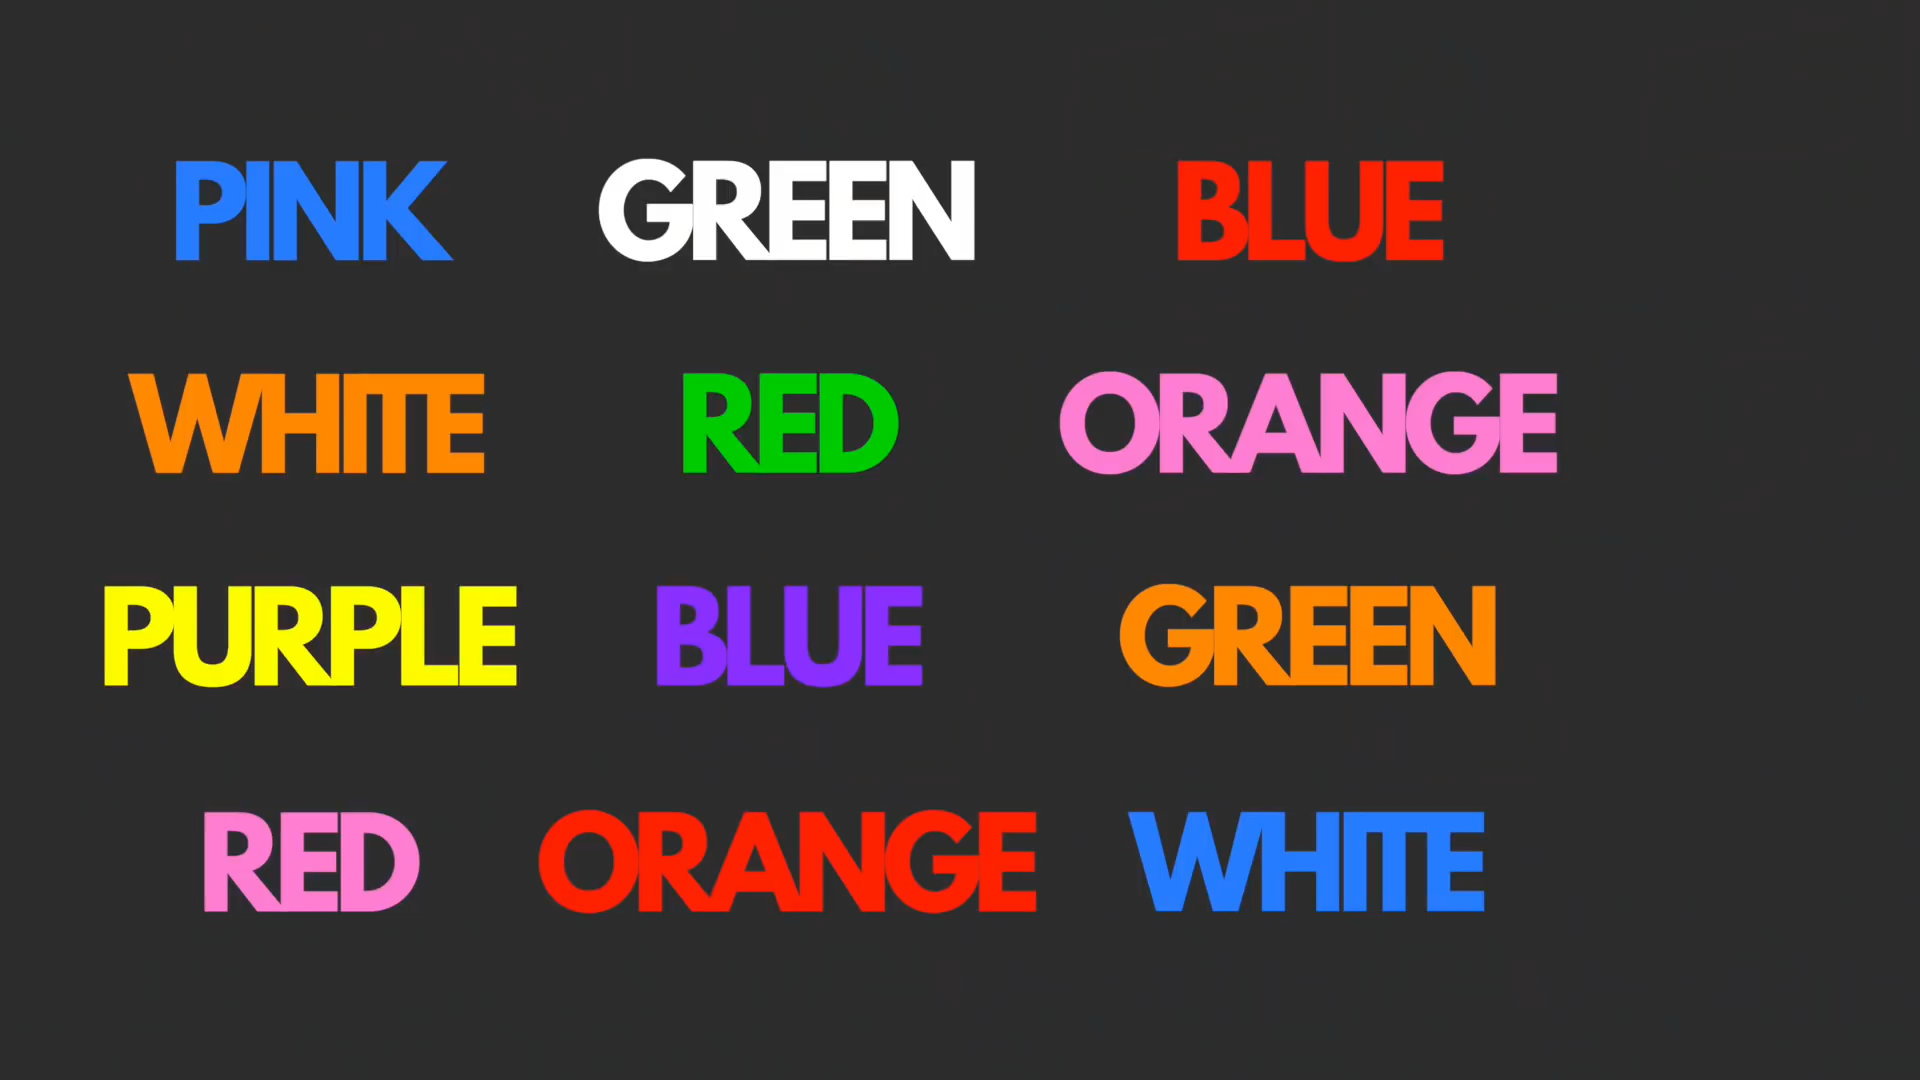 PINK GREEN BLUE
WHITE RED ORANGE
PURPLE BLUE GREEN
RED ORANGE WHITE